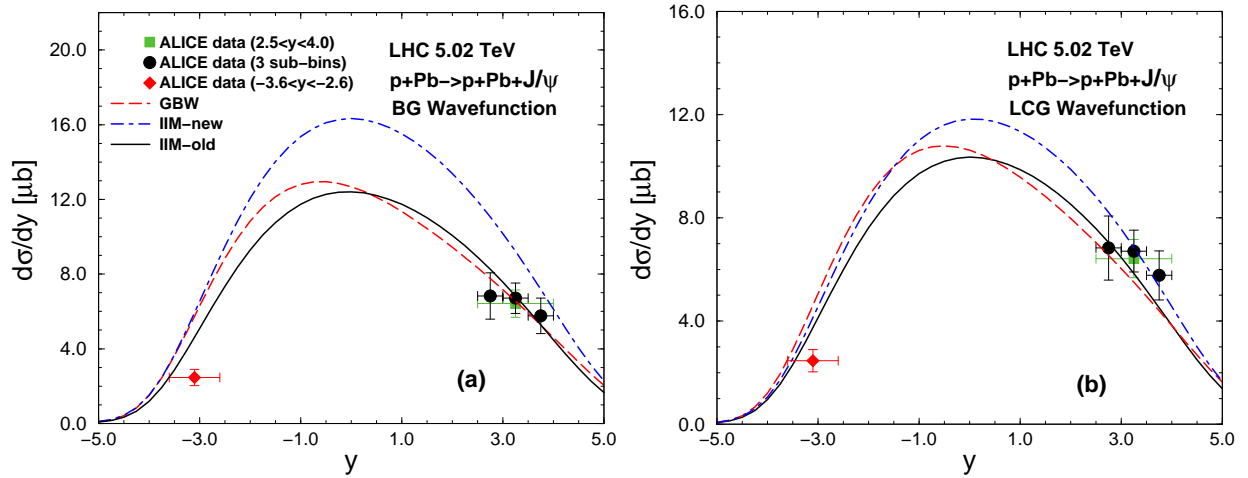 20.0
16.0
12.0
8.0
4.0
0.0
dσ/dy [μb]
ALICE data (2.5<y<4.0)
ALICE data (3 sub−bins)
ALICE data (−3.6<y<−2.6)
GBW
IIM−new
IIM−old
LHC 5.02 TeV
p+Pb−>p+Pb+J/ψ
BG Wavefunction
(a)
−5.0 −3.0 −1.0 1.0 3.0 5.0
y
16.0
12.0
8.0
4.0
0.0
dσ/dy [μb]
LHC 5.02 TeV
p+Pb−>p+Pb+J/ψ
LCG Wavefunction
(b)
−5.0 −3.0 −1.0 1.0 3.0 5.0
y